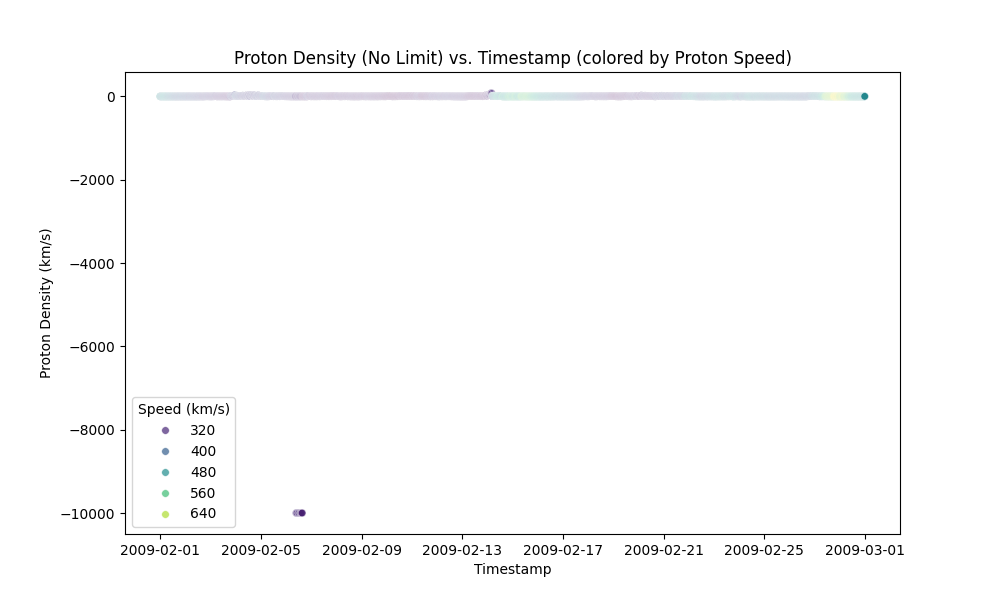 Proton Density (No Limit) vs. Timestamp (colored by Proton Speed)
Proton Density (km/s)
0
−2000
−4000
−6000
−8000
−10000
Speed (km/s)
320
400
480
560
640
2009-02-01 2009-02-05 2009-02-09 2009-02-13 2009-02-17 2009-02-21 2009-02-25 2009-03-01
Timestamp